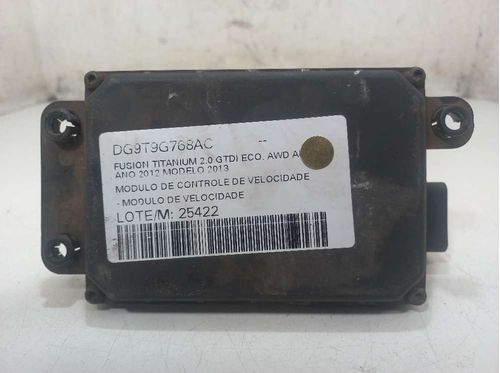 DG9T9G768AC --
FUSION TITANIUM 2.0 GTDI ECO. AWD
ANO 2012 MODELO 2013
MODULO DE CONTROLE DE VELOCIDADE
- MODULO DE VELOCIDADE
LOTE/M: 25422